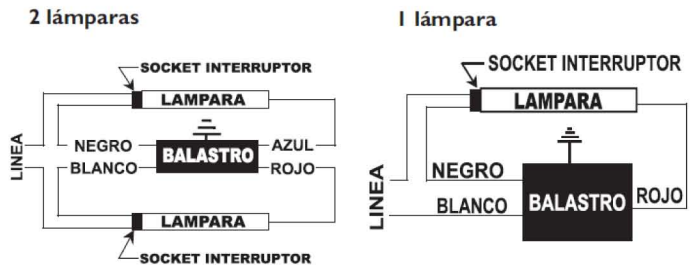 2 lámparas
SOCKET INTERRUPTOR
LAMPARA
LINEA
NEGRO
BLANCO
BALASTRO
AZUL
ROJO
LAMPARA
SOCKET INTERRUPTOR
1 lámpara
SOCKET INTERRUPTOR
LAMPARA
LINEA
NEGRO
BLANCO
BALASTRO
ROJO